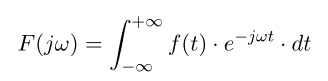 F(jω) = ∫_{−∞}^{+∞} f(t) · e^{−jωt} · dt